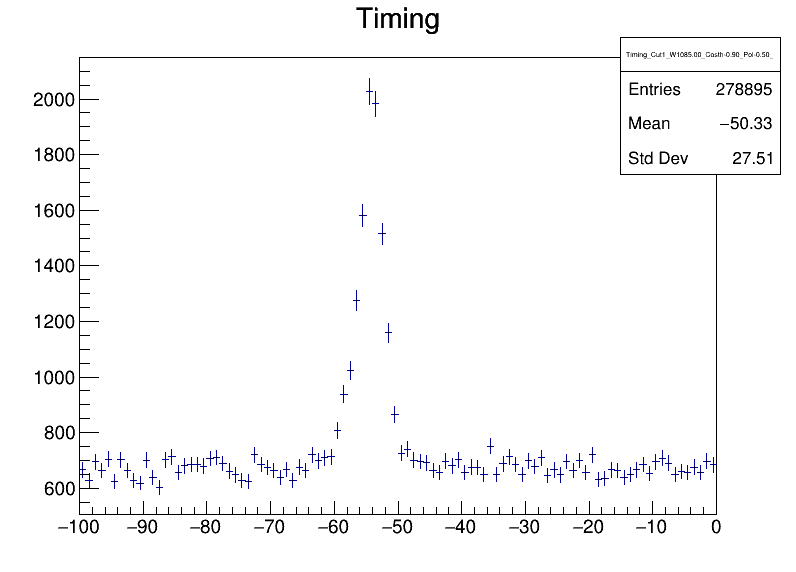 Timing
Timing_Cut1_W1085.00_Costh-0.90_Pol-0.50_
Entries 278895
Mean −50.33
Std Dev 27.51
2000
1800
1600
1400
1200
1000
800
600
−100 −90 −80 −70 −60 −50 −40 −30 −20 −10 0